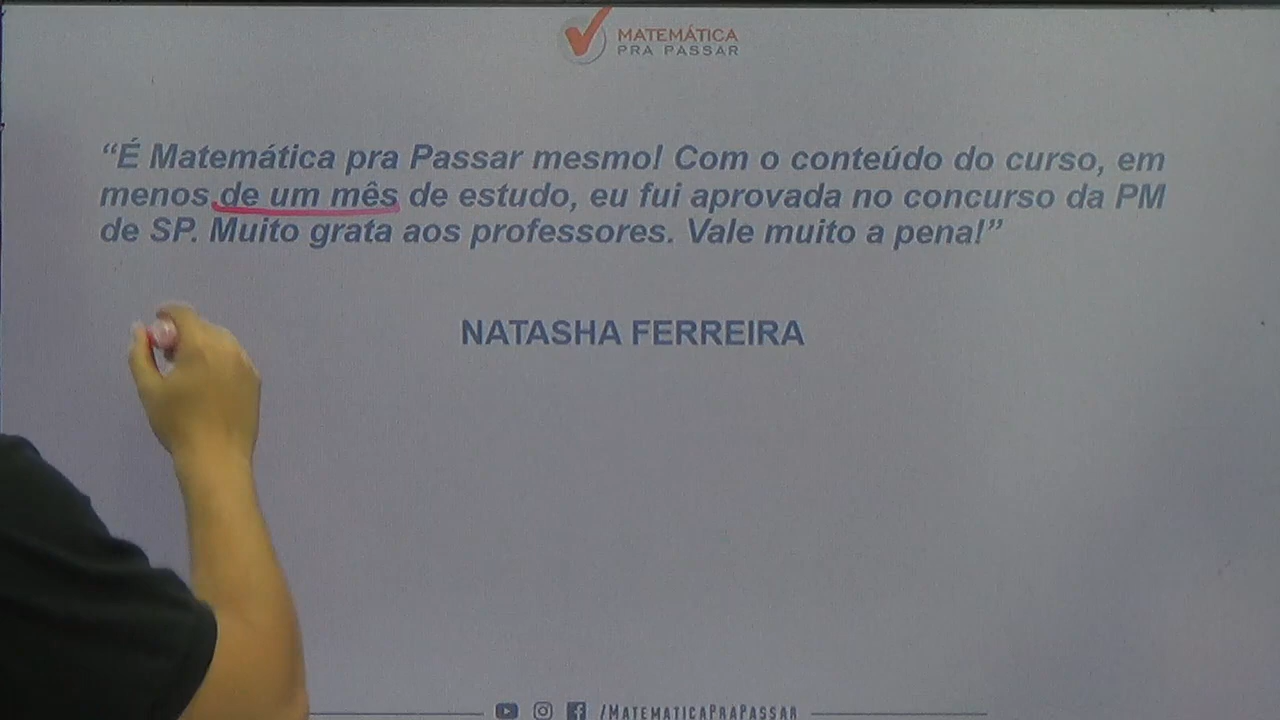 MATEMÁTICA
PRA PASSAR
“É Matemática pra Passar mesmo! Com o conteúdo do curso, em
menos de um mês de estudo, eu fui aprovada no concurso da PM
de SP. Muito grata aos professores. Vale muito a pena!”
NATASHA FERREIRA
/MATEMATICAPRAPASSAR